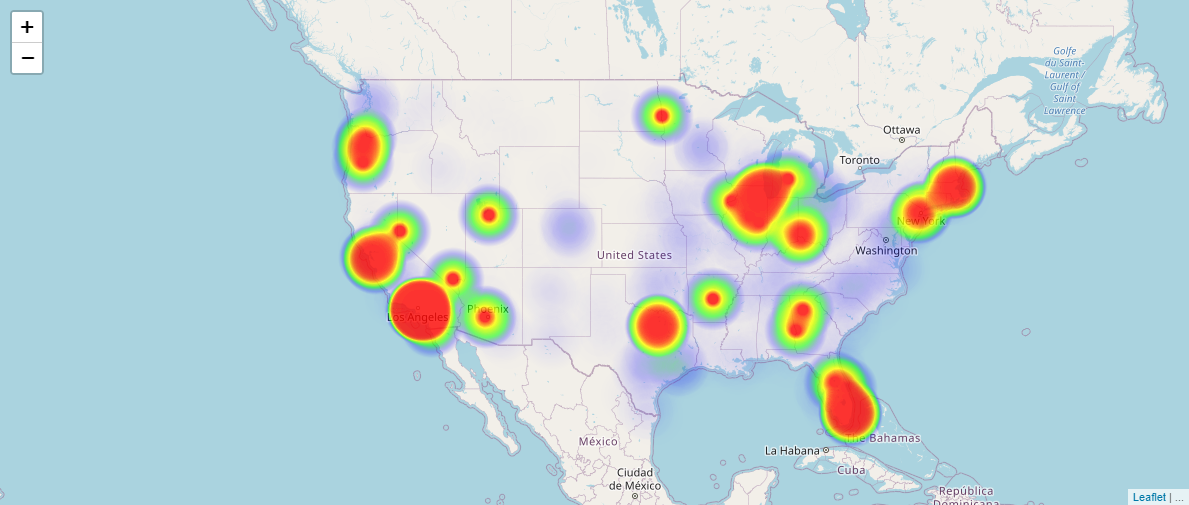 +
−
Golfe
du Saint-
Laurent /
Gulf of
Saint
Lawrence
Ottawa
Toronto
New York
Washington
United States
Phoenix
Los Angeles
The Bahamas
México
La Habana
Cuba
Ciudad
de México
República
Dominicana
Leaflet | ...